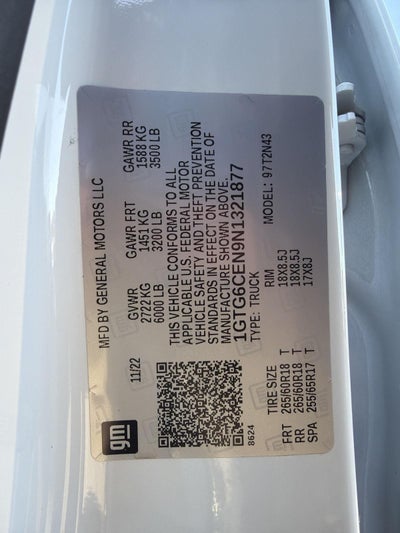 gm
MFD BY GENERAL MOTORS LLC
11/22
GVWR GAWR FRT GAWR RR
2722 KG 1451 KG 1588 KG
6000 LB 3200 LB 3500 LB
THIS VEHICLE CONFORMS TO ALL
APPLICABLE U.S. FEDERAL MOTOR
VEHICLE SAFETY AND THEFT PREVENTION
STANDARDS IN EFFECT ON THE DATE OF
MANUFACTURE SHOWN ABOVE.
1GTG6CEN9N1321877
TYPE: TRUCK MODEL: 97T2N43
8624
TIRE SIZE RIM
FRT 265/60R18 T 18X8.5J
RR 265/60R18 T 18X8.5J
SPA 255/65R17 T 17X8J